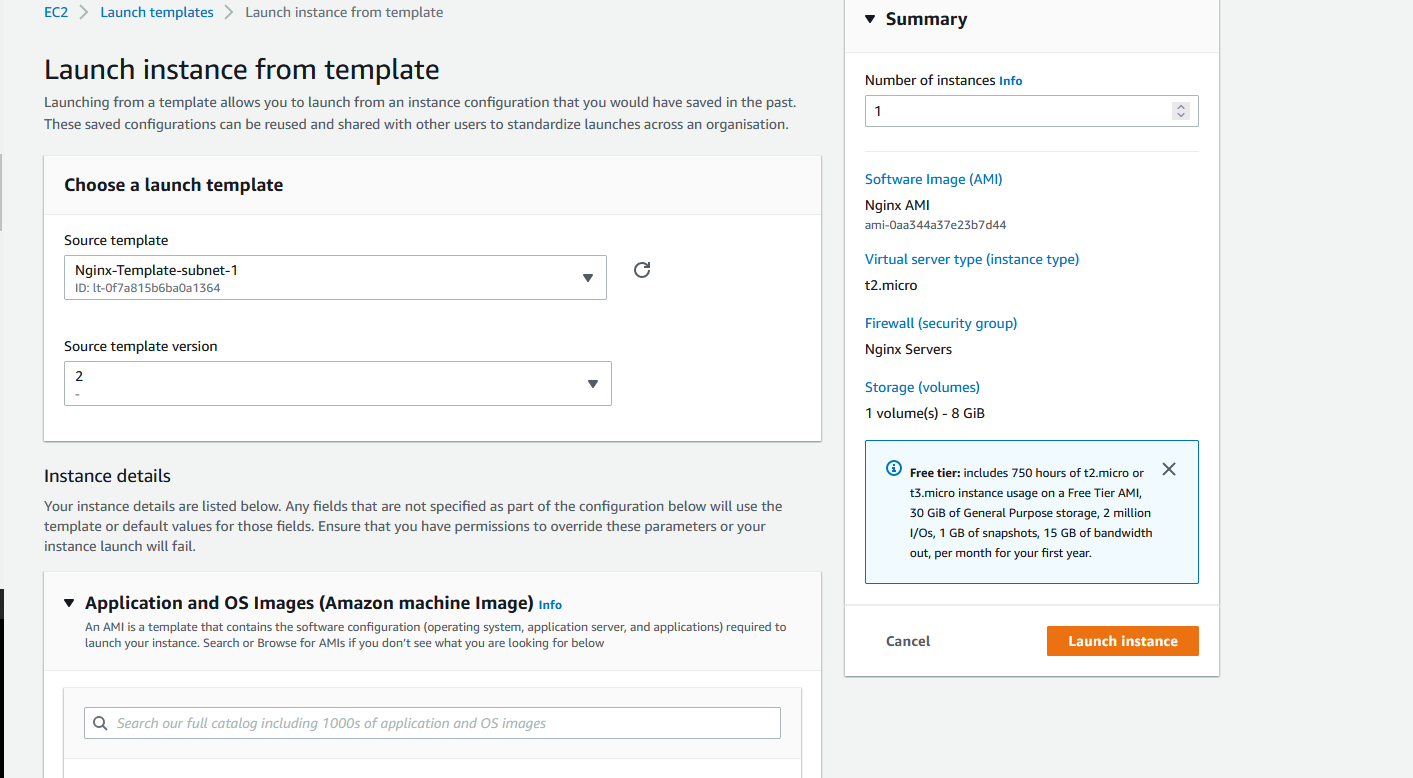 EC2 > Launch templates > Launch instance from template
Launch instance from template
Launching from a template allows you to launch from an instance configuration that you would have saved in the past.
These saved configurations can be reused and shared with other users to standardize launches across an organisation.
Choose a launch template
Source template
Nginx-Template-subnet-1
ID: lt-0f7a815b6ba0a1364
Source template version
2
-
Instance details
Your instance details are listed below. Any fields that are not specified as part of the configuration below will use the
template or default values for those fields. Ensure that you have permissions to override these parameters or your
instance launch will fail.
Application and OS Images (Amazon machine Image) Info
An AMI is a template that contains the software configuration (operating system, application server, and applications) required to
launch your instance. Search or Browse for AMIs if you don't see what you are looking for below
Search our full catalog including 1000s of application and OS images
Summary
Number of instances Info
1
Software Image (AMI)
Nginx AMI
ami-0aa344a37e23b7d44
Virtual server type (instance type)
t2.micro
Firewall (security group)
Nginx Servers
Storage (volumes)
1 volume(s) - 8 GiB
Free tier: includes 750 hours of t2.micro or
t3.micro instance usage on a Free Tier AMI,
30 GiB of General Purpose storage, 2 million
I/Os, 1 GB of snapshots, 15 GB of bandwidth
out, per month for your first year.
Cancel
Launch instance